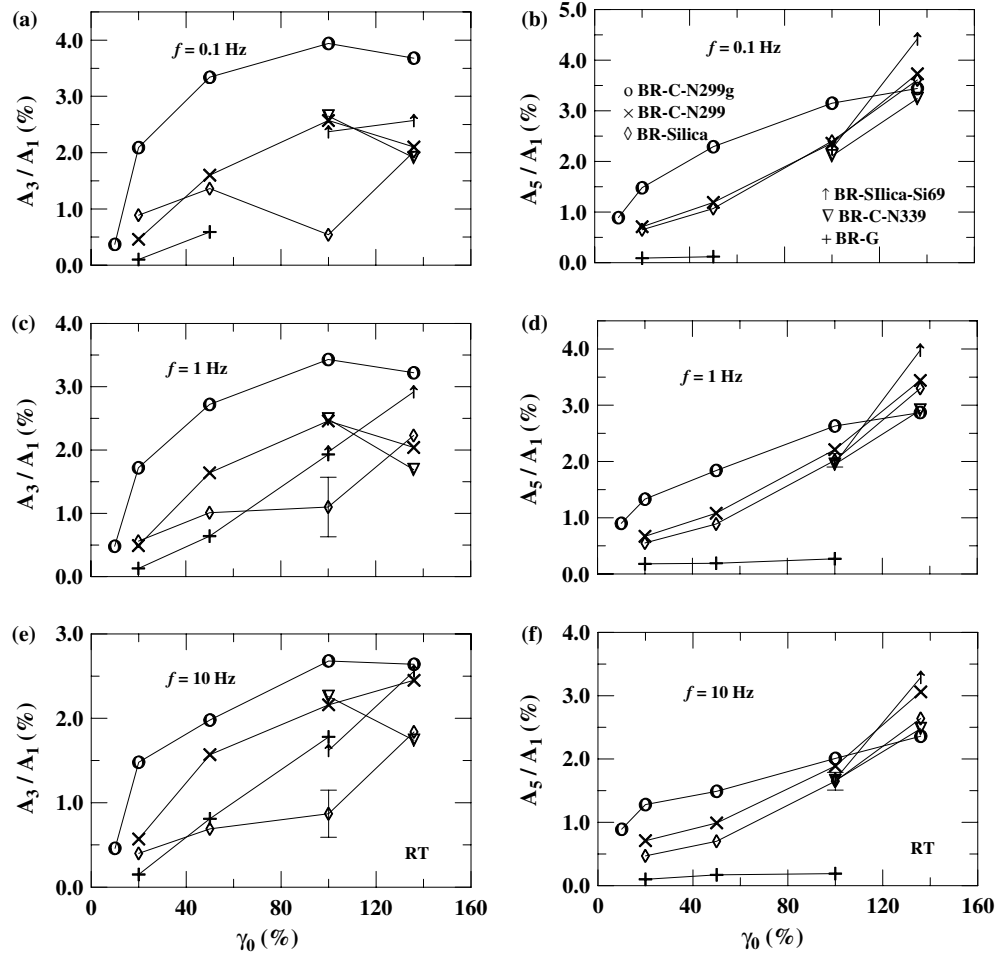 (a)
A3 / A1 (%)
4.0
3.0
2.0
1.0
0.0
f = 0.1 Hz
(b)
A5 / A1 (%)
5.0
4.0
3.0
2.0
1.0
0.0
f = 0.1 Hz
o BR-C-N299g
× BR-C-N299
◊ BR-Silica
↑ BR-SIlica-Si69
∇ BR-C-N339
+ BR-G
(c)
A3 / A1 (%)
4.0
3.0
2.0
1.0
0.0
f = 1 Hz
(d)
A5 / A1 (%)
4.0
3.0
2.0
1.0
0.0
f = 1 Hz
(e)
A3 / A1 (%)
3.0
2.0
1.0
0.0
f = 10 Hz
RT
0 40 80 120 160
γ0 (%)
(f)
A5 / A1 (%)
4.0
3.0
2.0
1.0
0.0
f = 10 Hz
RT
0 40 80 120 160
γ0 (%)